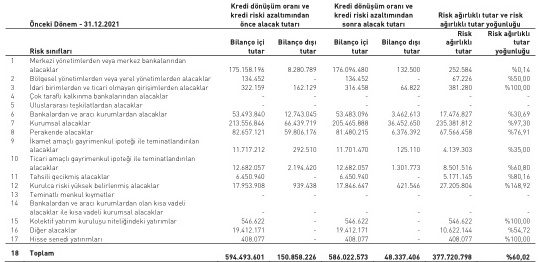 Kredi dönüşüm oranı ve Kredi dönüşüm oranı ve
kredi riski azaltımından kredi riski azaltımından Risk ağırlıklı tutar ve risk
Önceki Dönem - 31.12.2021 önce alacak tutarı sonra alacak tutarı ağırlıklı tutar yoğunluğu
Risk Risk ağırlıklı
Bilanço içi Bilanço dışı Bilanço içi Bilanço dışı ağırlıklı tutar
Risk sınıfları tutar tutar tutar tutar tutar yoğunluğu
1 Merkezi yönetimlerden veya merkez bankalarından
alacaklar 175.158.196 8.280.789 176.094.480 132.500 252.584 %0,14
2 Bölgesel yönetimlerden veya yerel yönetimlerden alacaklar 134.452 - 134.452 - 67.226 %50,00
3 İdari birimlerden ve ticari olmayan girişimlerden alacaklar 322.159 162.129 316.458 64.822 381.280 %100,00
4 Çok taraflı kalkınma bankalarından alacaklar - - - - - -
5 Uluslararası teşkilatlardan alacaklar - - - - - -
6 Bankalardan ve aracı kurumlardan alacaklar 53.493.840 12.743.045 53.483.096 3.462.613 17.476.827 %30,69
7 Kurumsal alacaklar 213.556.846 66.439.719 205.465.888 36.452.650 235.381.812 %97,30
8 Perakende alacaklar 82.657.121 59.806.176 81.480.215 6.376.392 67.566.458 %76,91
9 İkamet amaçlı gayrimenkul ipoteği ile teminatlandırılan
alacaklar 11.717.212 292.510 11.701.470 125.110 4.139.303 %35,00
10 Ticari amaçlı gayrimenkul ipoteği ile teminatlandırılan
alacaklar 12.682.057 2.194.420 12.682.057 1.301.773 8.501.516 %60,80
11 Tahsili gecikmiş alacaklar 6.450.940 - 6.450.940 - 5.171.165 %80,16
12 Kurulca riski yüksek belirlenmiş alacaklar 17.953.908 939.438 17.846.647 421.546 27.205.804 %148,92
13 Teminatlı menkul kıymetler - - - - - -
14 Bankalardan ve aracı kurumlardan olan kısa vadeli
alacaklar ile kısa vadeli kurumsal alacaklar - - - - - -
15 Kolektif yatırım kuruluşu niteliğindeki yatırımlar 546.622 - 546.622 - 546.622 %100,00
16 Diğer alacaklar 19.412.171 - 19.412.171 - 10.622.144 %54,72
17 Hisse senedi yatırımları 408.077 - 408.077 - 408.077 %100,00
18 Toplam 594.493.601 150.858.226 586.022.573 48.337.406 377.720.798 %60,02